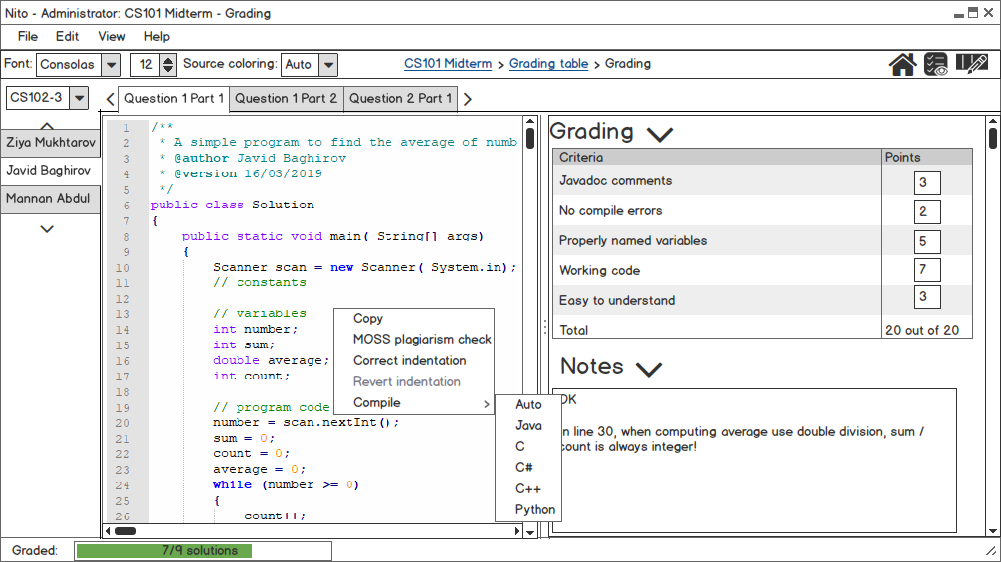 Nito - Administrator: CS101 Midterm - Grading
File Edit View Help
Font: Consolas 12 Source coloring: Auto CS101 Midterm > Grading table > Grading
CS102-3 Question 1 Part 1 Question 1 Part 2 Question 2 Part 1
Ziya Mukhtarov
Javid Baghirov
Mannan Abdul
1 /**
2 * A simple program to find the average of numb
3 * @author Javid Baghirov
4 * @version 16/03/2019
5 */
6 public class Solution
7 {
8 public static void main( String[] args)
9 {
10 Scanner scan = new Scanner( System.in);
11 // constants
12
13 // variables
14 int number;
15 int sum;
16 double average;
17 int count;
18
19 // program code
20 number = scan.nextInt();
21 sum = 0;
22 count = 0;
23 average = 0;
24 while (number >= 0)
25 {
26
Copy
MOSS plagiarism check
Correct indentation
Revert indentation
Compile >
Auto
Java
C
C#
C++
Python
Grading
Criteria Points
Javadoc comments 3
No compile errors 2
Properly named variables 5
Working code 7
Easy to understand 3
Total 20 out of 20
Notes
OK
n line 30, when computing average use double division, sum /
count is always integer!
Graded: 7/9 solutions